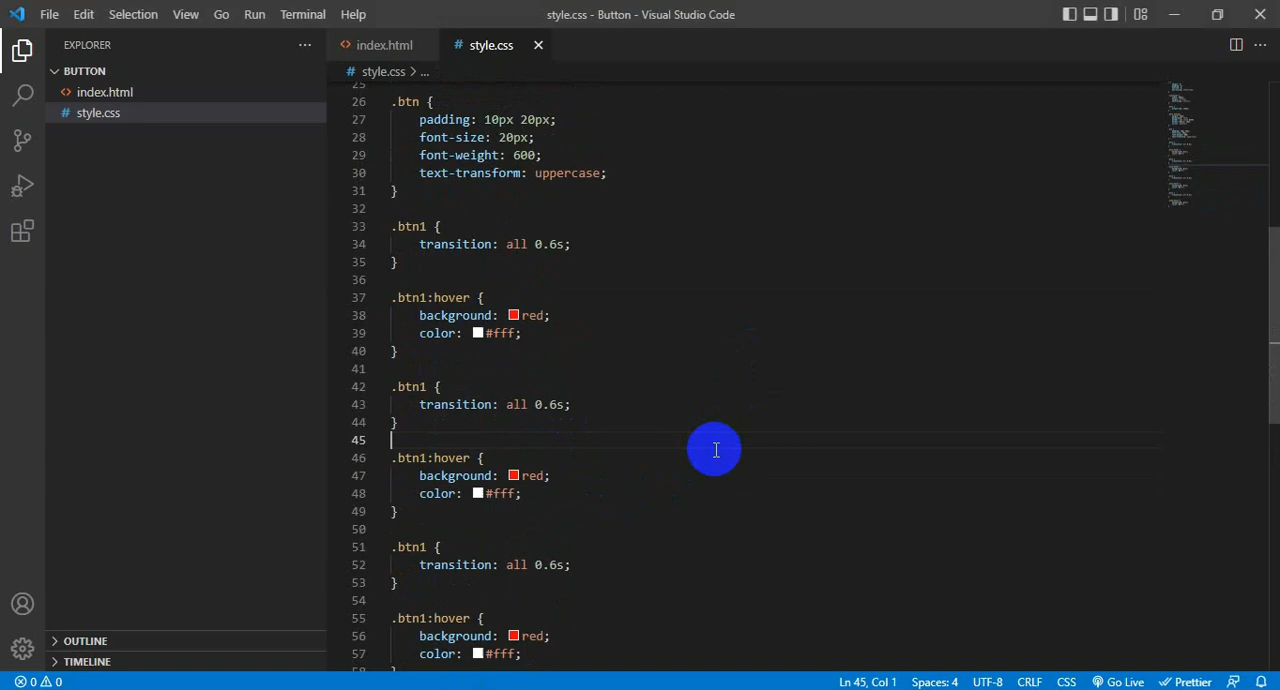 File Edit Selection View Go Run Terminal Help style.css - Button - Visual Studio Code
EXPLORER
BUTTON
index.html
style.css
OUTLINE
TIMELINE
index.html
style.css
style.css > ...
25
26 .btn {
27 padding: 10px 20px;
28 font-size: 20px;
29 font-weight: 600;
30 text-transform: uppercase;
31 }
32
33 .btn1 {
34 transition: all 0.6s;
35 }
36
37 .btn1:hover {
38 background: red;
39 color: #fff;
40 }
41
42 .btn1 {
43 transition: all 0.6s;
44 }
45
46 .btn1:hover {
47 background: red;
48 color: #fff;
49 }
50
51 .btn1 {
52 transition: all 0.6s;
53 }
54
55 .btn1:hover {
56 background: red;
57 color: #fff;
58 }
0 0 Ln 45, Col 1 Spaces: 4 UTF-8 CRLF CSS Go Live Prettier